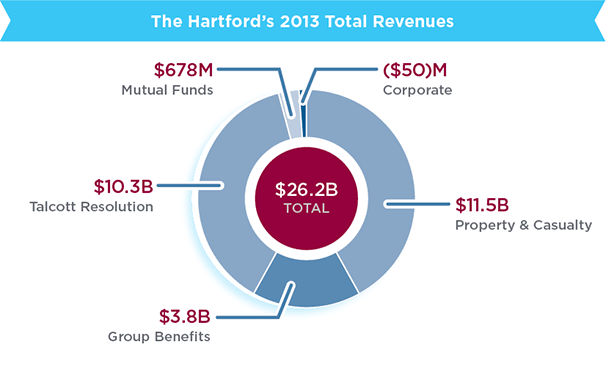 The Hartford's 2013 Total Revenues
$678M
Mutual Funds
($50)M
Corporate
$10.3B
Talcott Resolution
$26.2B
TOTAL
$11.5B
Property & Casualty
$3.8B
Group Benefits